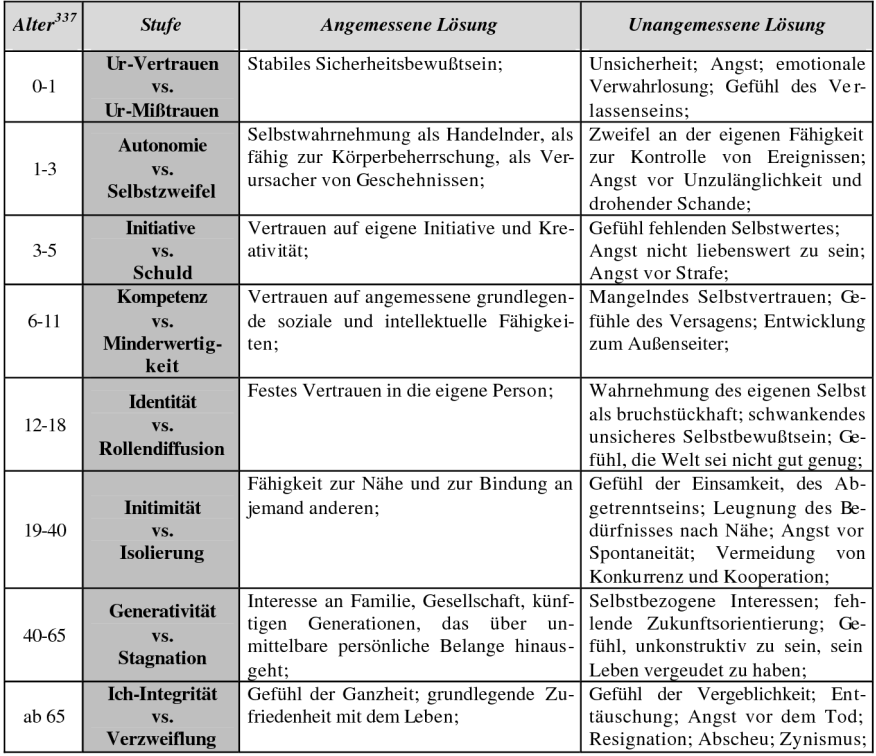 Alter337 Stufe Angemessene Lösung Unangemessene Lösung
0-1
Ur-Vertrauen
vs.
Ur-Mißtrauen
Stabiles Sicherheitsbewußtsein;
Unsicherheit; Angst; emotionale
Verwahrlosung; Gefühl des Ver-
lassenseins;
1-3
Autonomie
vs.
Selbstzweifel
Selbstwahrnehmung als Handelnder, als
fähig zur Körperbeherrschung, als Ver-
ursacher von Geschehnissen;
Zweifel an der eigenen Fähigkeit
zur Kontrolle von Ereignissen;
Angst vor Unzulänglichkeit und
drohender Schande;
3-5
Initiative
vs.
Schuld
Vertrauen auf eigene Initiative und Kre-
ativität;
Gefühl fehlenden Selbstwertes;
Angst nicht liebenswert zu sein;
Angst vor Strafe;
6-11
Kompetenz
vs.
Minderwertig-
keit
Vertrauen auf angemessene grundlegen-
de soziale und intellektuelle Fähigkei-
ten;
Mangelndes Selbstvertrauen; Ge-
fühle des Versagens; Entwicklung
zum Außenseiter;
12-18
Identität
vs.
Rollendiffusion
Festes Vertrauen in die eigene Person;
Wahrnehmung des eigenen Selbst
als bruchstückhaft; schwankendes
unsicheres Selbstbewußtsein; Ge-
fühl, die Welt sei nicht gut genug;
19-40
Initimität
vs.
Isolierung
Fähigkeit zur Nähe und zur Bindung an
jemand anderen;
Gefühl der Einsamkeit, des Ab-
getrenntseins; Leugnung des Be-
dürfnisses nach Nähe; Angst vor
Spontaneität; Vermeidung von
Konkurrenz und Kooperation;
40-65
Generativität
vs.
Stagnation
Interesse an Familie, Gesellschaft, künf-
tigen Generationen, das über un-
mittelbare persönliche Belange hinaus-
geht;
Selbstbezogene Interessen; feh-
lende Zukunftsorientierung; Ge-
fühl, unkonstruktiv zu sein, sein
Leben vergeudet zu haben;
ab 65
Ich-Integrität
vs.
Verzweiflung
Gefühl der Ganzheit; grundlegende Zu-
friedenheit mit dem Leben;
Gefühl der Vergeblichkeit; Ent-
täuschung; Angst vor dem Tod;
Resignation; Abscheu; Zynismus;